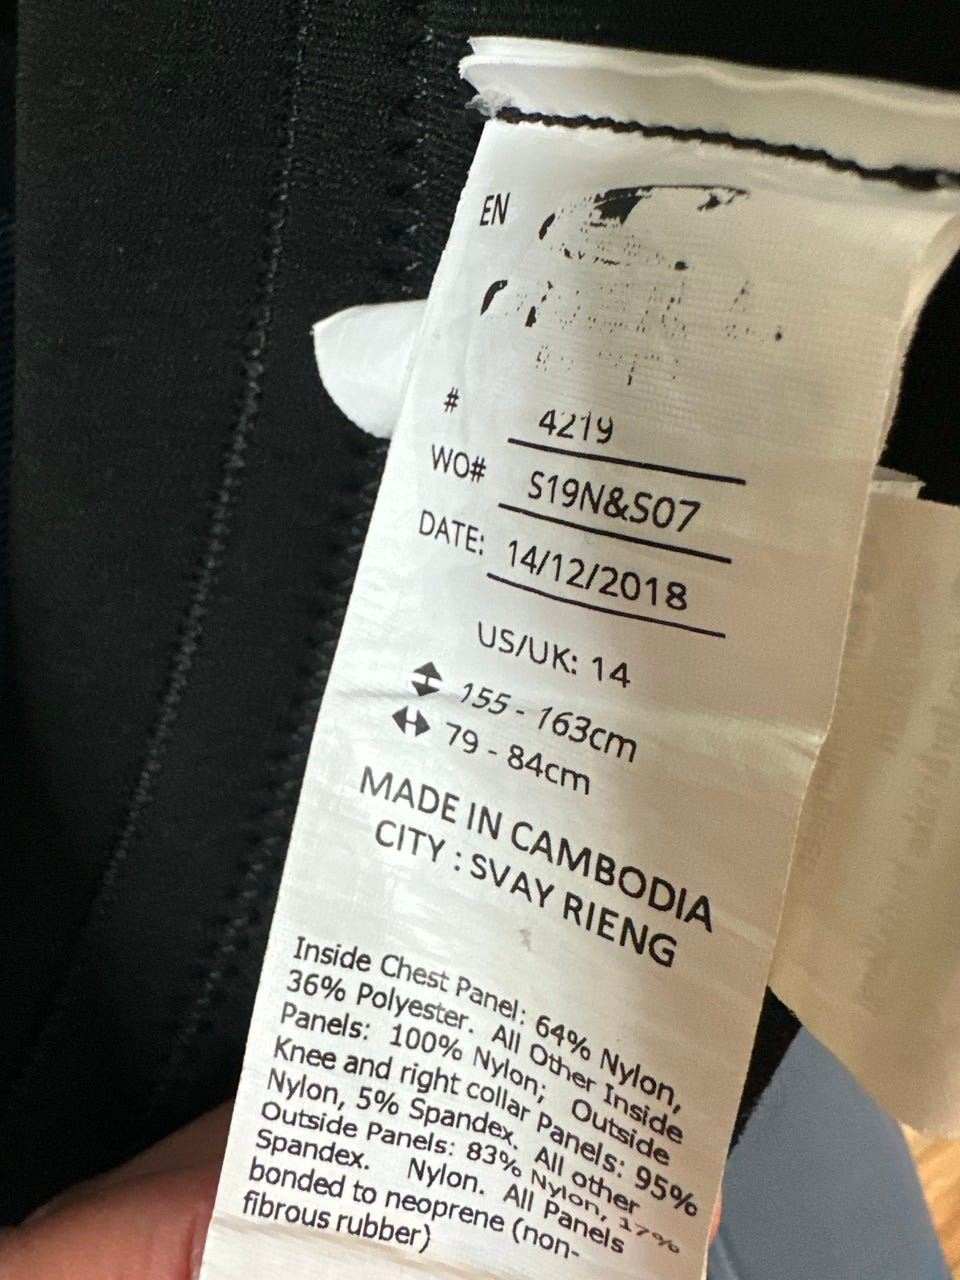 EN
# 4219
WO# S19N&S07
DATE: 14/12/2018
US/UK: 14
155 - 163cm
79 - 84cm
MADE IN CAMBODIA
CITY : SVAY RIENG
Inside Chest Panel: 64% Nylon,
36% Polyester. All Other Inside
Panels: 100% Nylon; Outside
Knee and right collar Panels: 95%
Nylon, 5% Spandex. All other
Outside Panels: 83% Nylon, 17%
Spandex. Nylon. All Panels
bonded to neoprene (non-
fibrous rubber)